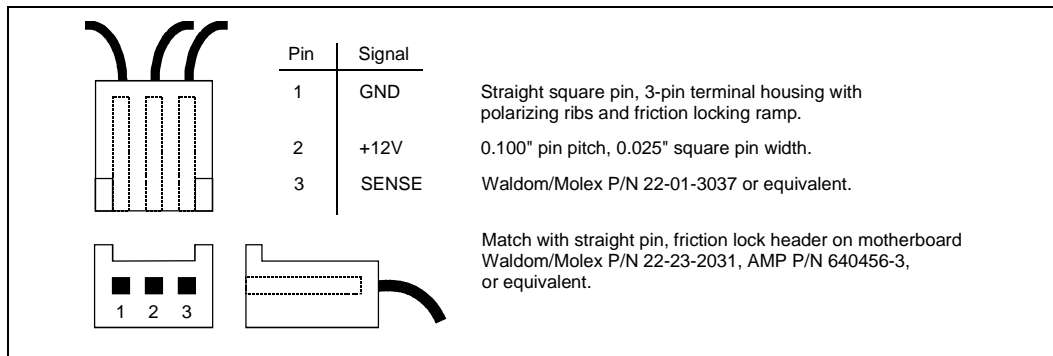 Pin Signal
1 GND Straight square pin, 3-pin terminal housing with
polarizing ribs and friction locking ramp.
2 +12V 0.100" pin pitch, 0.025" square pin width.
3 SENSE Waldom/Molex P/N 22-01-3037 or equivalent.
Match with straight pin, friction lock header on motherboard
Waldom/Molex P/N 22-23-2031, AMP P/N 640456-3,
or equivalent.
1 2 3